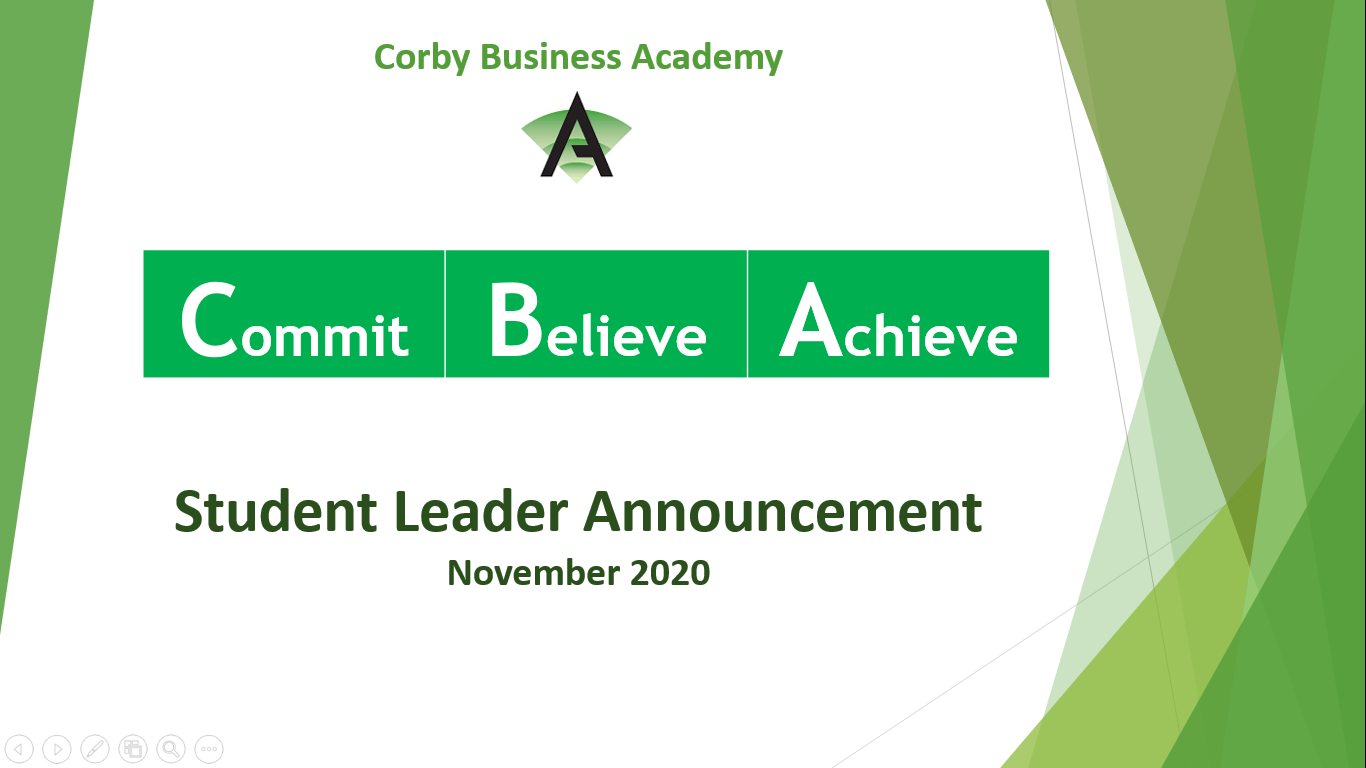 Corby Business Academy
A
Commit Believe Achieve
Student Leader Announcement
November 2020